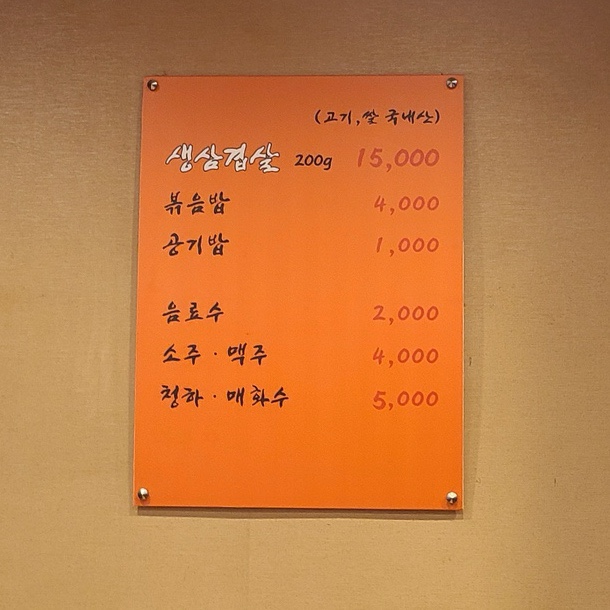 (고기, 쌀 국내산)
생삼겹살 200g 15,000
볶음밥 4,000
공기밥 1,000
음료수 2,000
소주 · 맥주 4,000
청하 · 매화수 5,000